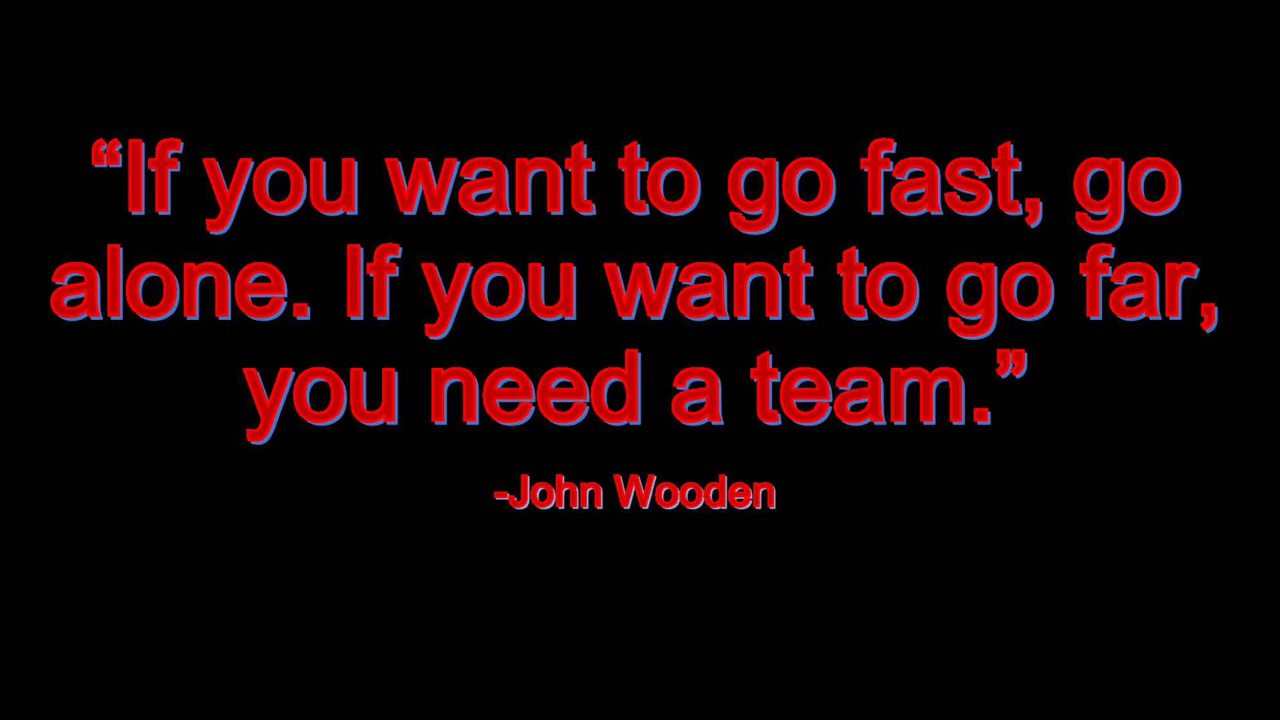 “If you want to go fast, go
alone. If you want to go far,
you need a team.”
-John Wooden